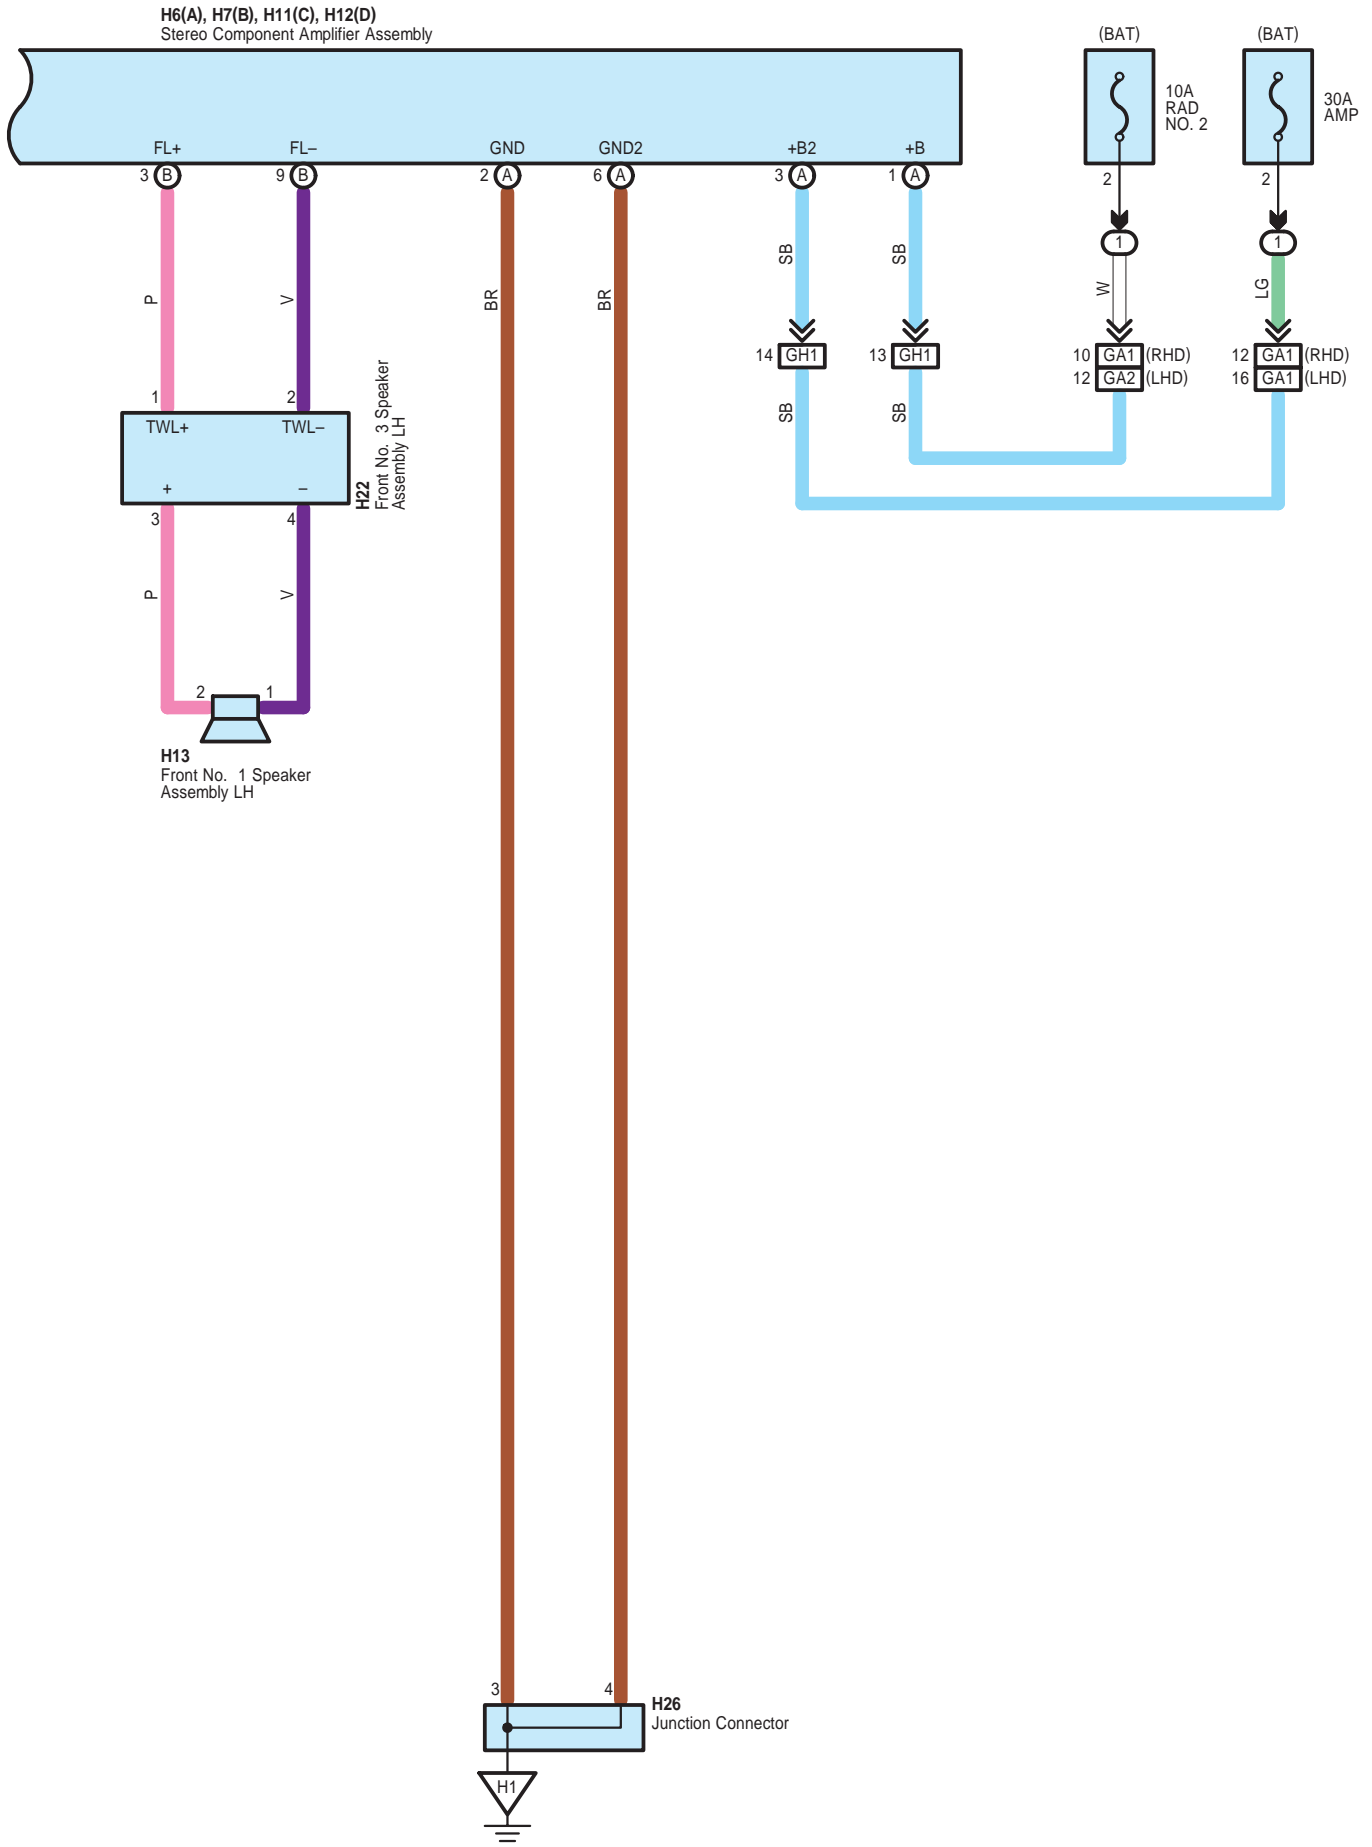 H6(A), H7(B), H11(C), H12(D)
Stereo Component Amplifier Assembly
(BAT)
(BAT)
10A
RAD
NO. 2
30A
AMP
FL+
FL–
GND
GND2
+B2
+B
3 B
9 B
2 A
6 A
3 A
1 A
2
2
1
1
P
V
BR
BR
SB
SB
W
LG
14 GH1
13 GH1
10 GA1 (RHD)
12 GA2 (LHD)
12 GA1 (RHD)
16 GA1 (LHD)
SB
SB
1
2
TWL+
TWL–
+
–
H22
Front No. 3 Speaker
Assembly LH
3
4
P
V
2
1
H13
Front No. 1 Speaker
Assembly LH
3
4
H26
Junction Connector
H1